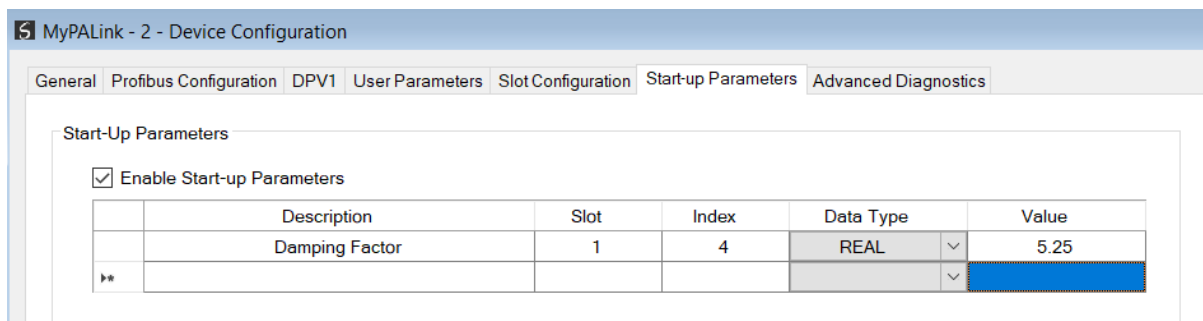 MyPALink - 2 - Device Configuration
General Profibus Configuration DPV1 User Parameters Slot Configuration Start-up Parameters Advanced Diagnostics
Start-Up Parameters
Enable Start-up Parameters
Description Slot Index Data Type Value
Damping Factor 1 4 REAL 5.25